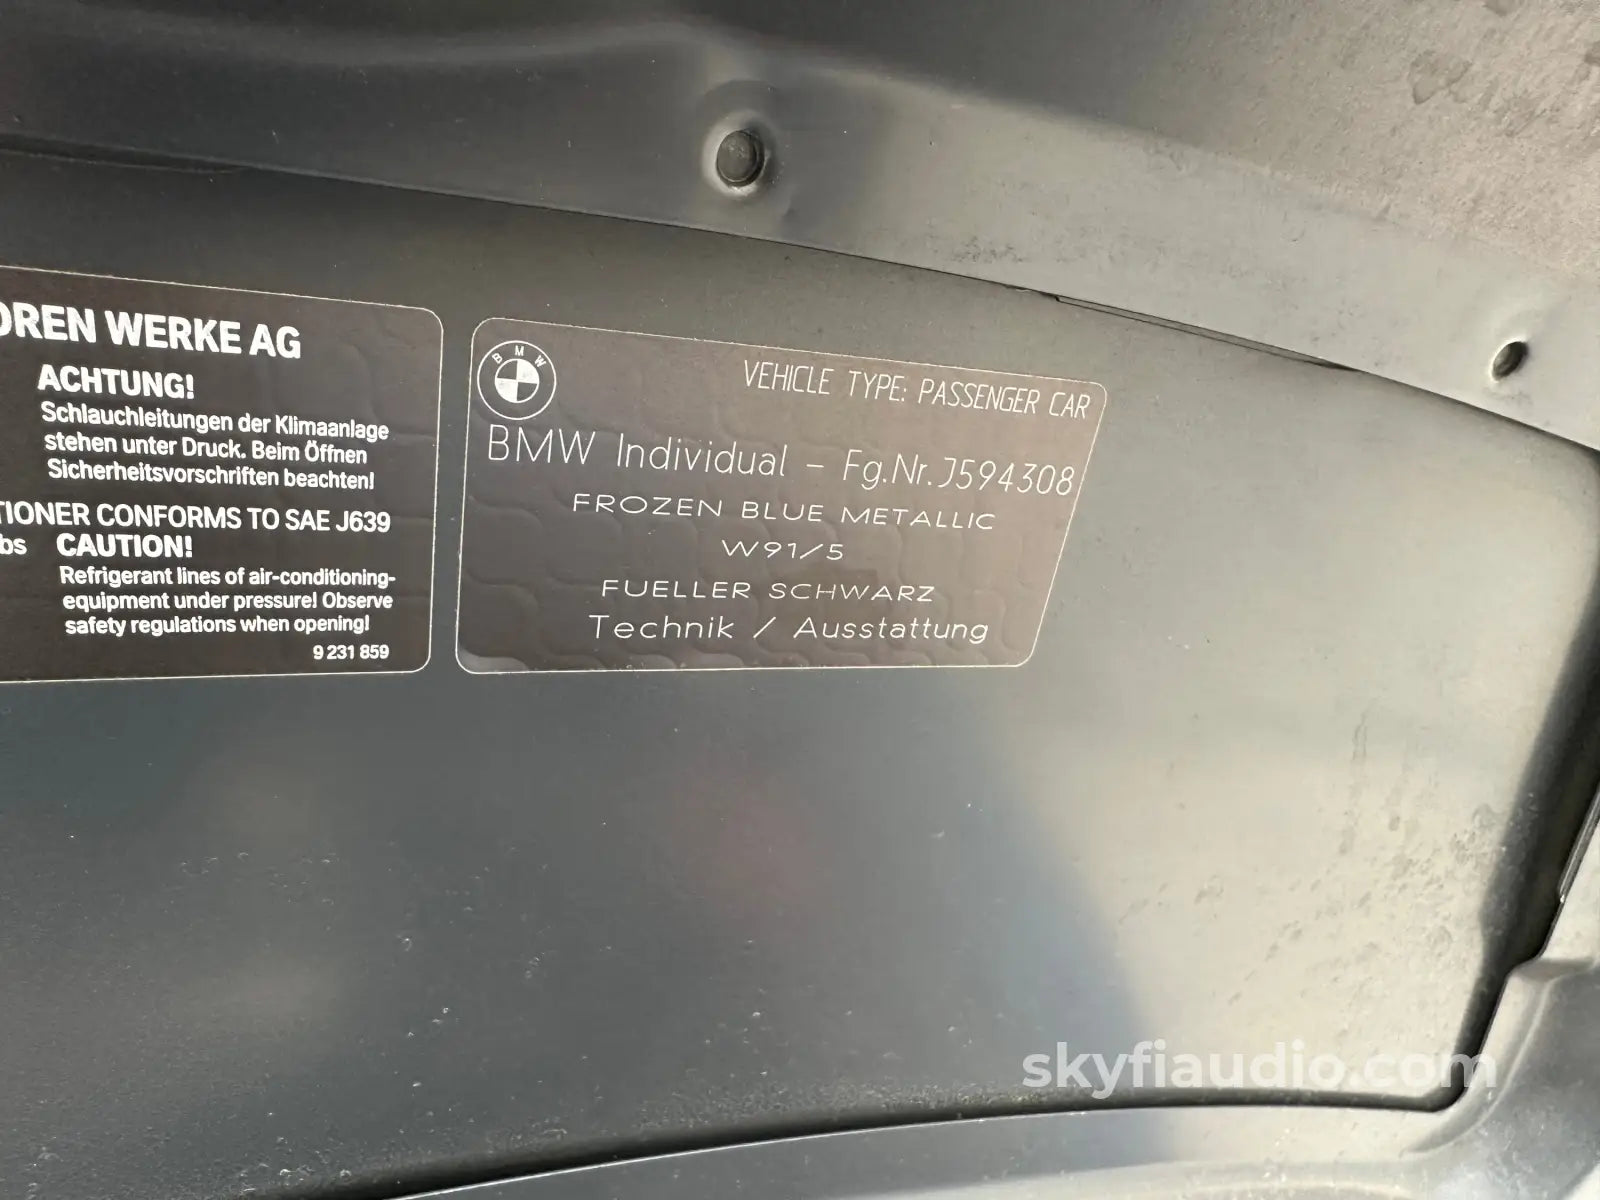 OREN WERKE AG
ACHTUNG!
Schlauchleitungen der Klimaanlage
stehen unter Druck. Beim Öffnen
Sicherheitsvorschriften beachten!
TIONER CONFORMS TO SAE J639
bs CAUTION!
Refrigerant lines of air-conditioning-
equipment under pressure! Observe
safety regulations when opening!
9 231 859
BMW
VEHICLE TYPE: PASSENGER CAR
BMW Individual - Fg.Nr.J594308
FROZEN BLUE METALLIC
W91/5
FUELLER SCHWARZ
Technik / Ausstattung
skyfiaudio.com